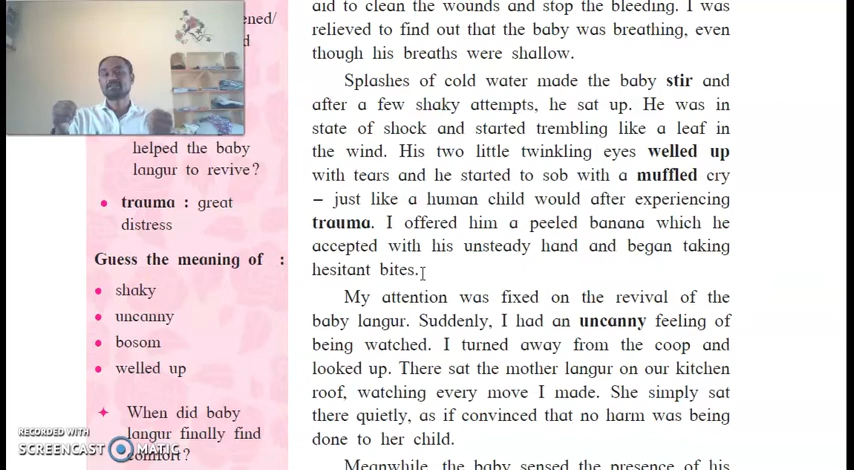 aid to clean the wounds and stop the bleeding. I was
relieved to find out that the baby was breathing, even
though his breaths were shallow.
Splashes of cold water made the baby stir and
after a few shaky attempts, he sat up. He was in
state of shock and started trembling like a leaf in
the wind. His two little twinkling eyes welled up
with tears and he started to sob with a muffled cry
– just like a human child would after experiencing
trauma. I offered him a peeled banana which he
accepted with his unsteady hand and began taking
hesitant bites.
My attention was fixed on the revival of the
baby langur. Suddenly, I had an uncanny feeling of
being watched. I turned away from the coop and
looked up. There sat the mother langur on our kitchen
roof, watching every move I made. She simply sat
there quietly, as if convinced that no harm was being
done to her child.
Meanwhile, the baby sensed the presence of his
helped the baby
langur to revive?
• trauma : great
distress
Guess the meaning of :
• shaky
• uncanny
• bosom
• welled up
When did baby
langur finally find
comfort?
RECORDED WITH
SCREENCAST MATIC